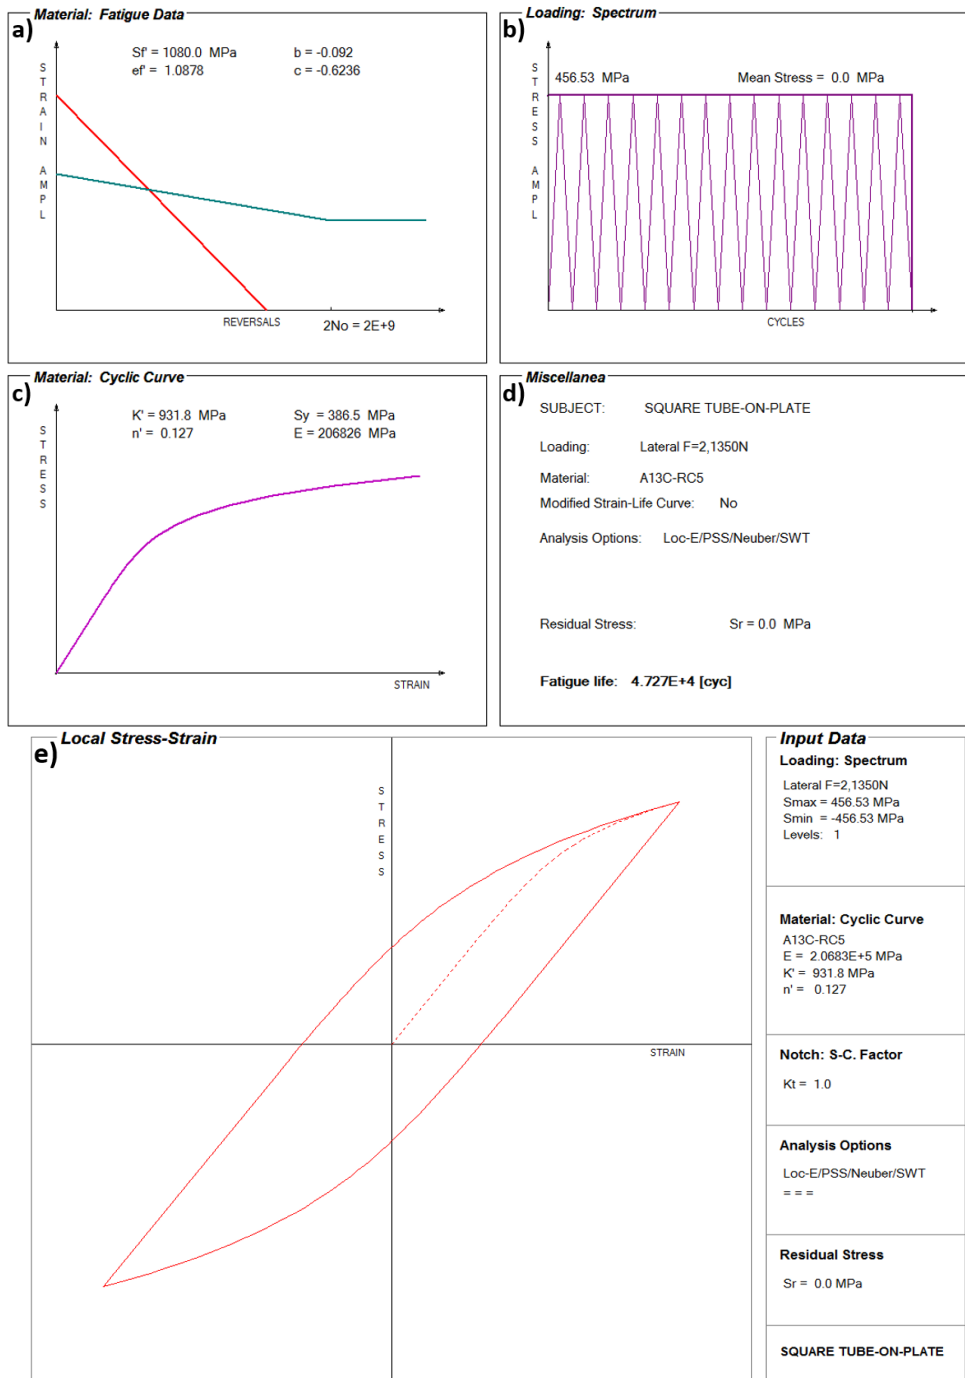 a)
Material: Fatigue Data
Sf' = 1080.0 MPa
b = -0.092
ef' = 1.0878
c = -0.6236
STRAIN AMPL
REVERSALS
2No = 2E+9
b)
Loading: Spectrum
456.53 MPa
Mean Stress = 0.0 MPa
STRESS AMPL
CYCLES
c)
Material: Cyclic Curve
K' = 931.8 MPa
Sy = 386.5 MPa
n' = 0.127
E = 206826 MPa
STRESS
STRAIN
d)
Miscellanea
SUBJECT: SQUARE TUBE-ON-PLATE
Loading: Lateral F=2,1350N
Material: A13C-RC5
Modified Strain-Life Curve: No
Analysis Options: Loc-E/PSS/Neuber/SWT
Residual Stress: Sr = 0.0 MPa
Fatigue life: 4.727E+4 [cyc]
e)
Local Stress-Strain
STRESS
STRAIN
Input Data
Loading: Spectrum
Lateral F=2,1350N
Smax = 456.53 MPa
Smin = -456.53 MPa
Levels: 1
Material: Cyclic Curve
A13C-RC5
E = 2.0683E+5 MPa
K' = 931.8 MPa
n' = 0.127
Notch: S-C. Factor
Kt = 1.0
Analysis Options
Loc-E/PSS/Neuber/SWT
= = =
Residual Stress
Sr = 0.0 MPa
SQUARE TUBE-ON-PLATE